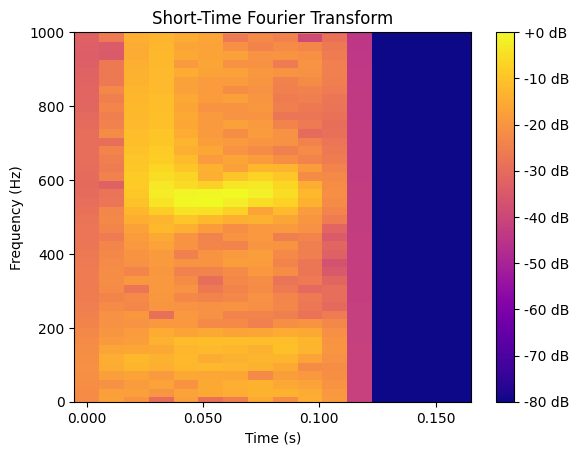 Short-Time Fourier Transform
1000
800
600
400
200
0
Frequency (Hz)
0.000
0.050
0.100
0.150
Time (s)
+0 dB
-10 dB
-20 dB
-30 dB
-40 dB
-50 dB
-60 dB
-70 dB
-80 dB